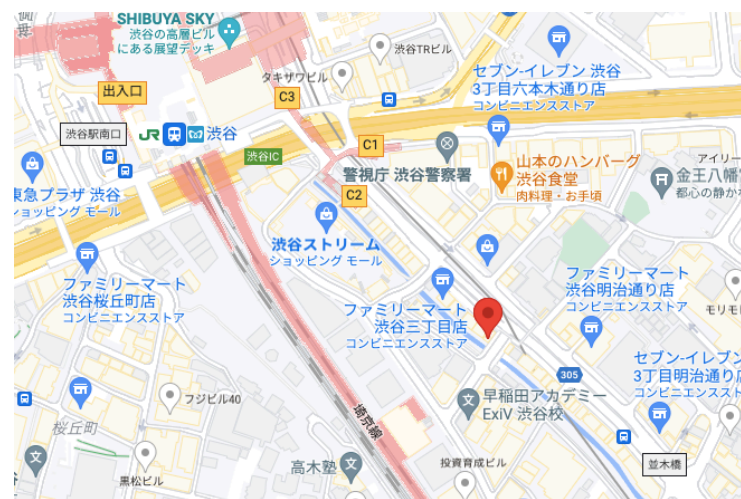 SHIBUYA SKY
渋谷の高層ビル
にある展望デッキ
渋谷TRビル
タキザワビル
セブン-イレブン 渋谷
3丁目六本木通り店
コンビニエンスストア
出入口
C3
渋谷駅南口
JR
渋谷
渋谷IC
C1
警視庁 渋谷警察署
山本のハンバーグ
渋谷食堂
肉料理・お手頃
アイリー
金王八幡宮
都心の静か
東急プラザ 渋谷
ショッピング モール
C2
渋谷ストリーム
ショッピング モール
ファミリーマート
渋谷桜丘町店
コンビニエンスストア
ファミリーマート
渋谷明治通り店
コンビニエンスストア
ファミリーマート
渋谷三丁目店
コンビニエンスストア
モリモ
セブン-イレブン
3丁目明治通り店
コンビニエンスストア
305
フジビル40
早稲田アカデミー
ExiV 渋谷校
埼京線
桜丘町
黒松ビル
高木塾
投資育成ビル
並木橋